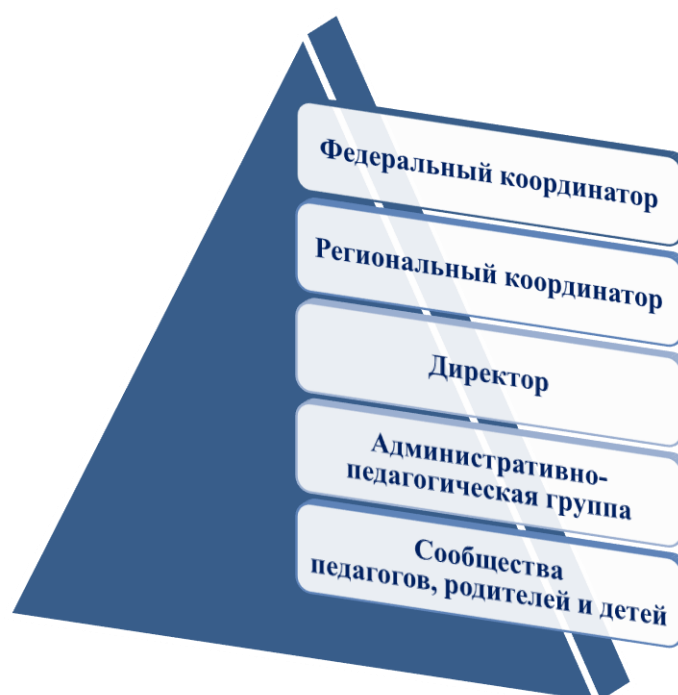 Федеральный координатор
Региональный координатор
Директор
Административно-
педагогическая группа
Сообщества
педагогов, родителей и детей